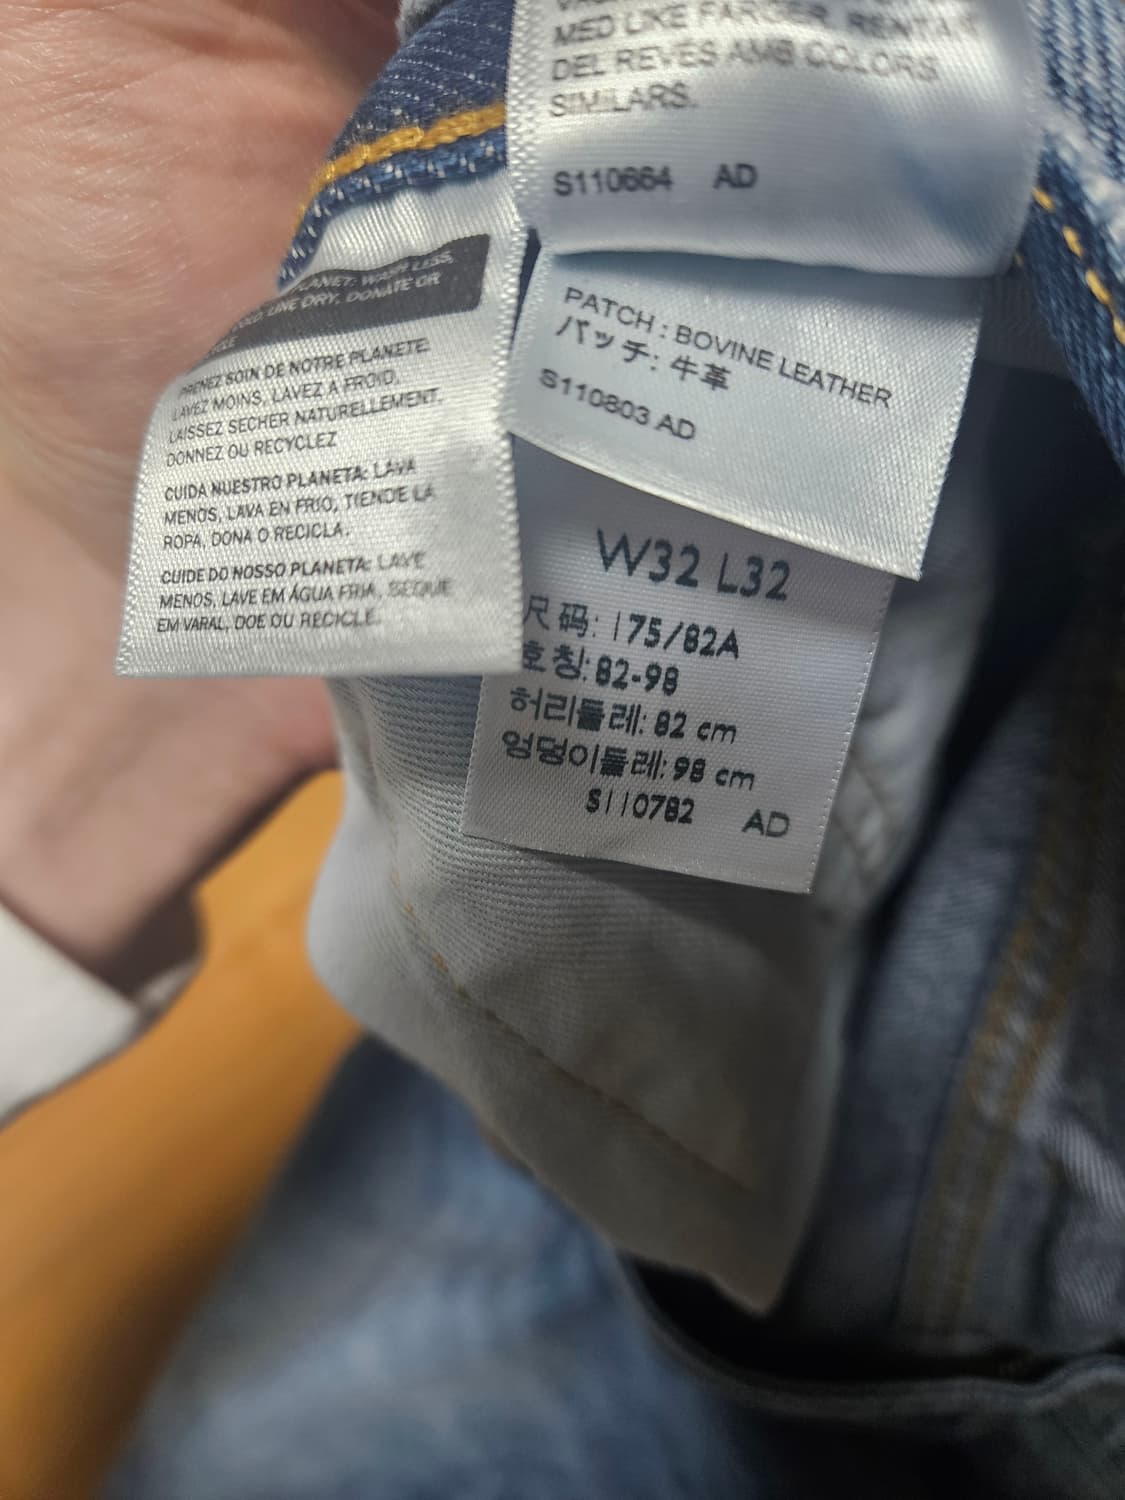 MED LIKE FARGER. RENTAR
DEL REVÉS AMB COLORS
SIMILARS.
S110664 AD
PLANET: WASH LESS,
COLD, LINE DRY, DONATE OR
PRENEZ SOIN DE NOTRE PLANETE:
LAVEZ MOINS, LAVEZ A FROID,
LAISSEZ SECHER NATURELLEMENT,
DONNEZ OU RECYCLEZ
CUIDA NUESTRO PLANETA: LAVA
MENOS, LAVA EN FRIO, TIENDE LA
ROPA, DONA O RECICLA.
CUIDE DO NOSSO PLANETA: LAVE
MENOS, LAVE EM ÁGUA FRIA, SEQUE
EM VARAL, DOE OU RECICLE.
PATCH : BOVINE LEATHER
パッチ: 牛革
S110803 AD
W32 L32
尺码: 175/82A
호칭: 82-98
허리둘레: 82 cm
엉덩이둘레: 98 cm
S110782 AD